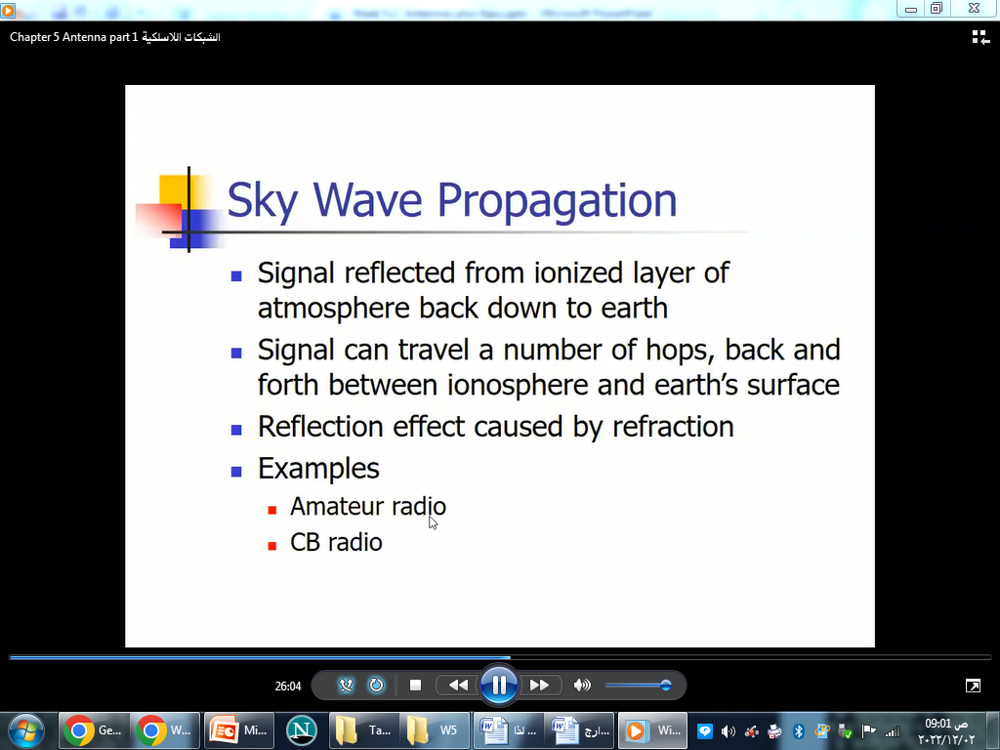 Chapter 5 Antenna part 1 الشبكات اللاسلكية
Sky Wave Propagation
Signal reflected from ionized layer of
atmosphere back down to earth
Signal can travel a number of hops, back and
forth between ionosphere and earth's surface
Reflection effect caused by refraction
Examples
Amateur radio
CB radio
26:04
Ge...
W...
Mi...
Ta...
W5
لذا ...
ارج...
Wi...
09:01 ص
٢٠٢٢/١٢/٠٢